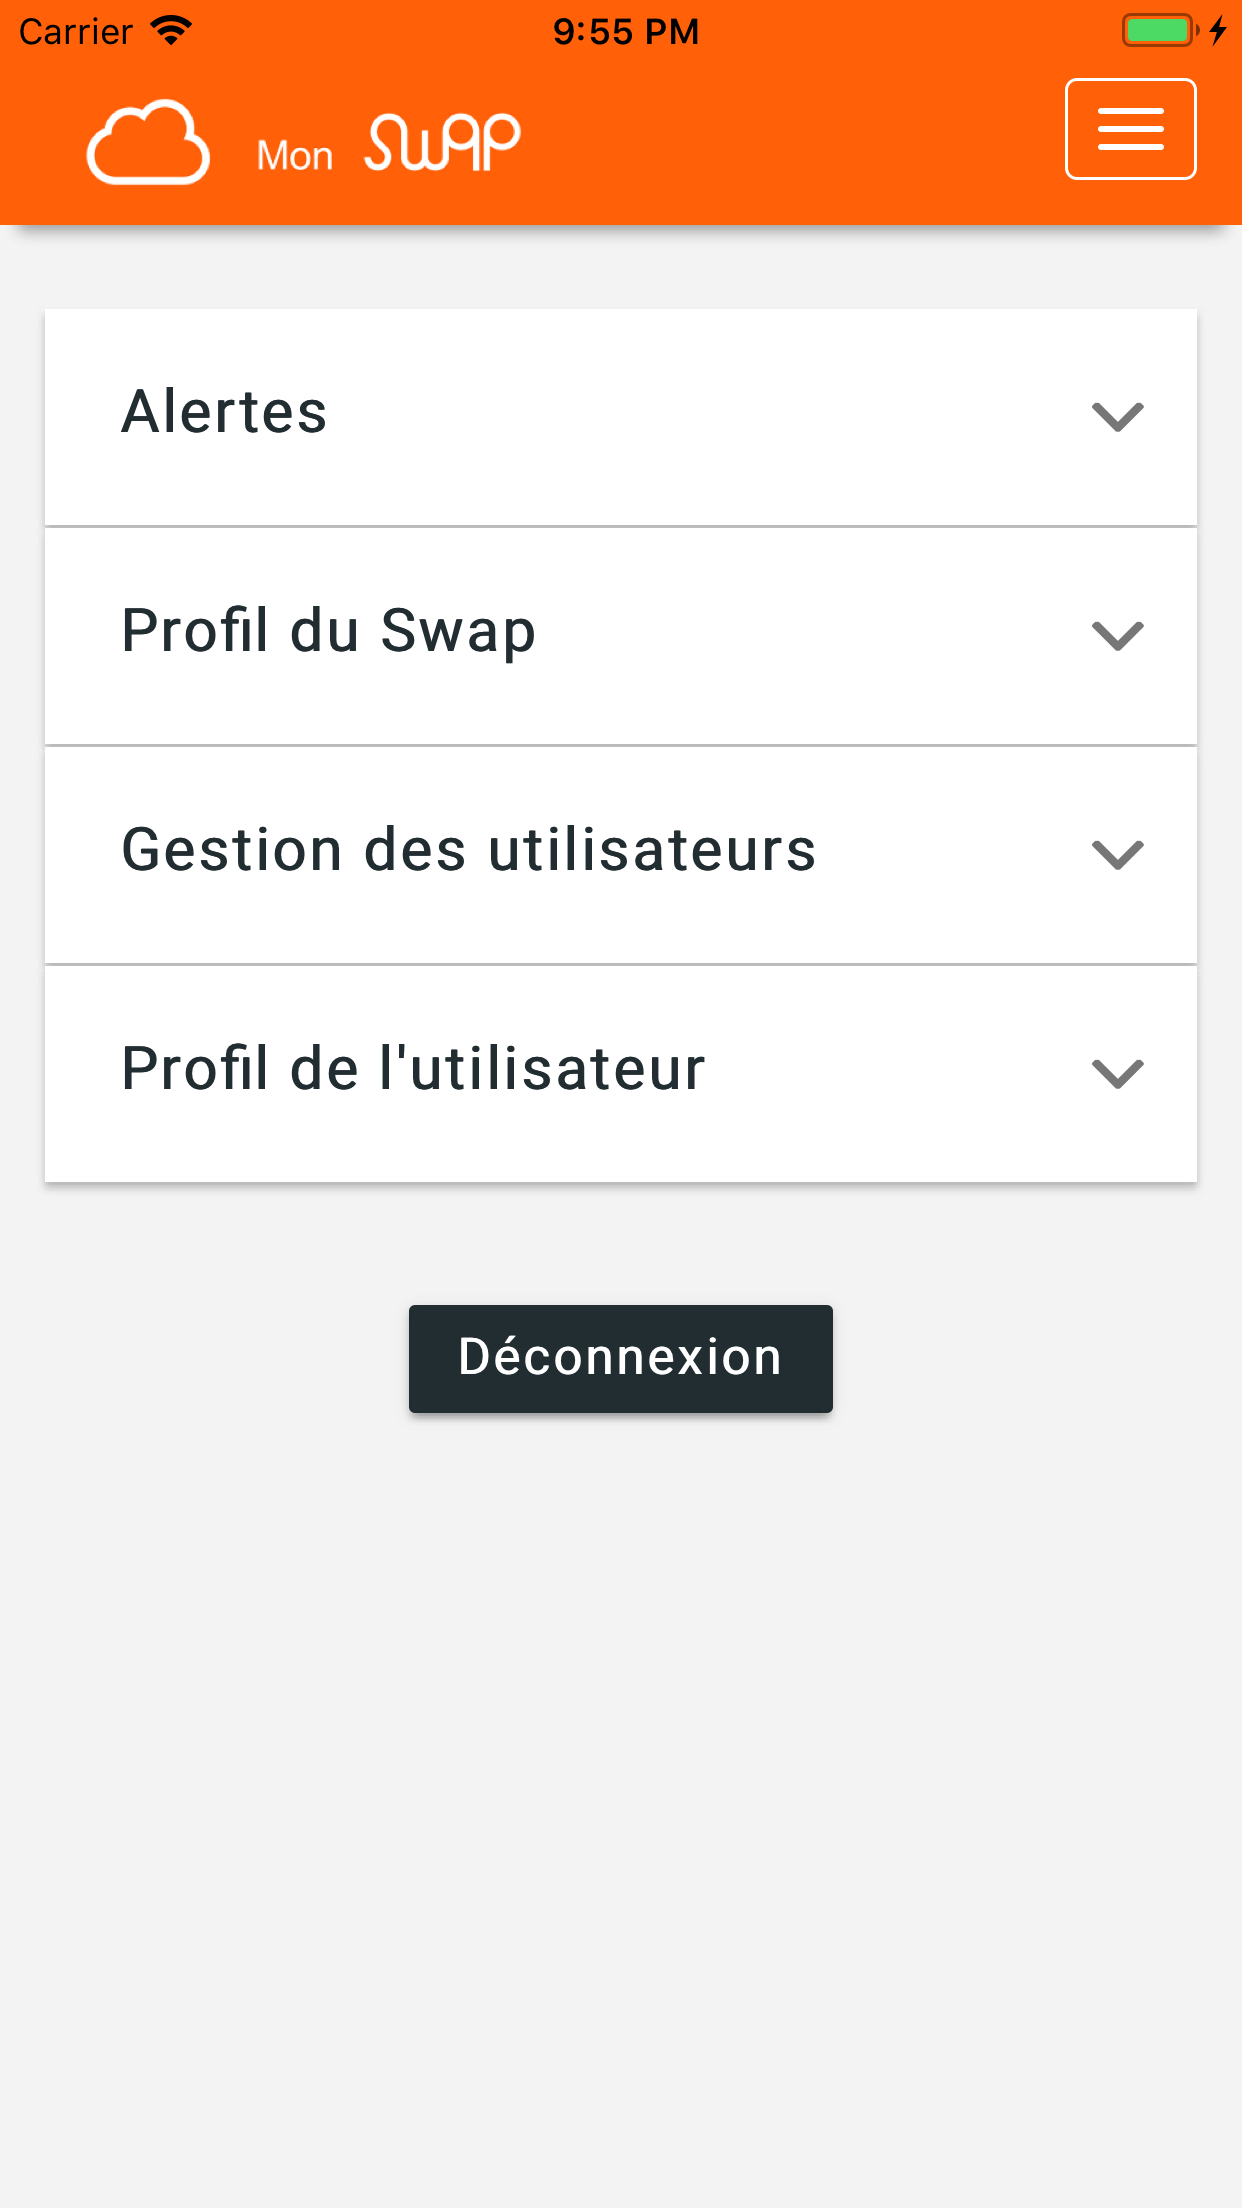 Carrier 9:55 PM
Mon swap
Alertes
Profil du Swap
Gestion des utilisateurs
Profil de l'utilisateur
Déconnexion